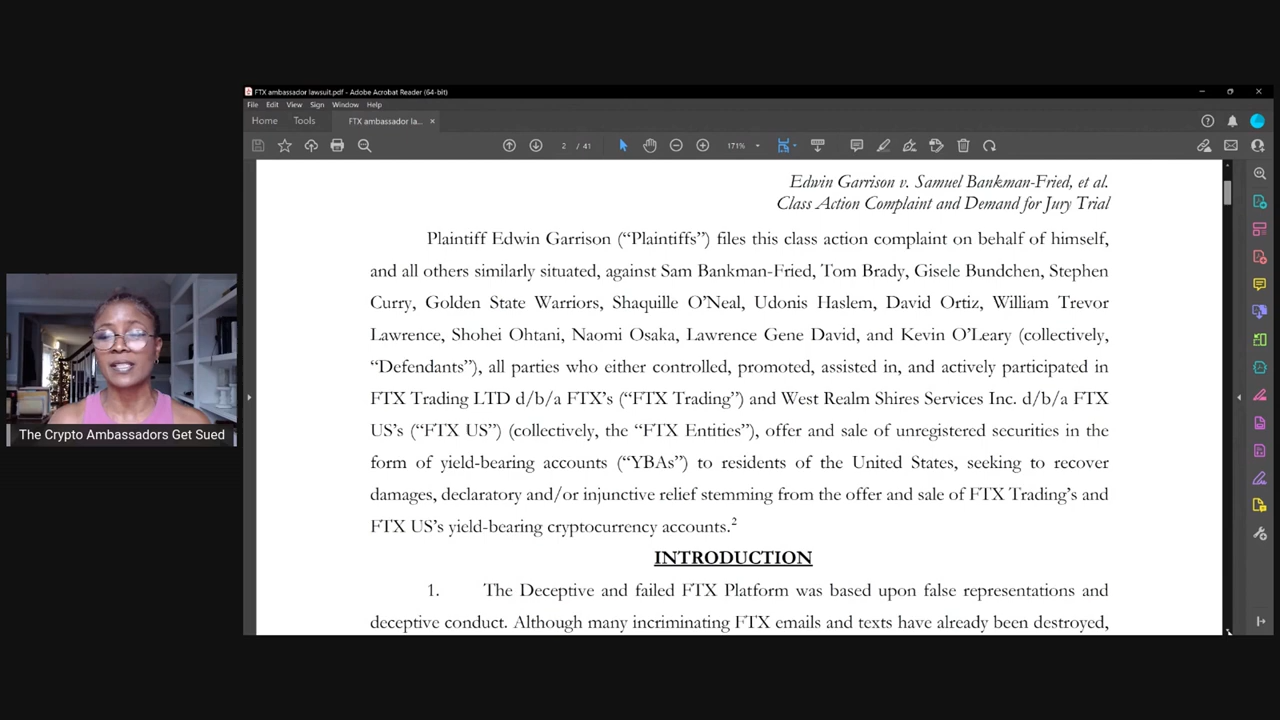 FTX ambassador lawsuit.pdf - Adobe Acrobat Reader (64-bit)
File Edit View Sign Window Help
Home Tools FTX ambassador la... ×
2 / 41 171%
Edwin Garrison v. Samuel Bankman-Fried, et al.
Class Action Complaint and Demand for Jury Trial
Plaintiff Edwin Garrison (“Plaintiffs”) files this class action complaint on behalf of himself,
and all others similarly situated, against Sam Bankman-Fried, Tom Brady, Gisele Bundchen, Stephen
Curry, Golden State Warriors, Shaquille O’Neal, Udonis Haslem, David Ortiz, William Trevor
Lawrence, Shohei Ohtani, Naomi Osaka, Lawrence Gene David, and Kevin O’Leary (collectively,
“Defendants”), all parties who either controlled, promoted, assisted in, and actively participated in
FTX Trading LTD d/b/a FTX’s (“FTX Trading”) and West Realm Shires Services Inc. d/b/a FTX
US’s (“FTX US”) (collectively, the “FTX Entities”), offer and sale of unregistered securities in the
form of yield-bearing accounts (“YBAs”) to residents of the United States, seeking to recover
damages, declaratory and/or injunctive relief stemming from the offer and sale of FTX Trading’s and
FTX US’s yield-bearing cryptocurrency accounts.²
INTRODUCTION
1. The Deceptive and failed FTX Platform was based upon false representations and
deceptive conduct. Although many incriminating FTX emails and texts have already been destroyed,
The Crypto Ambassadors Get Sued